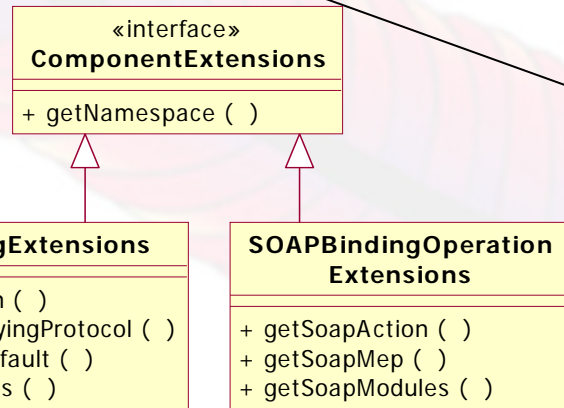 «interface»
ComponentExtensions
+ getNamespace ( )
gExtensions
n ( )
yingProtocol ( )
fault ( )
s ( )
SOAPBindingOperation
Extensions
+ getSoapAction ( )
+ getSoapMep ( )
+ getSoapModules ( )